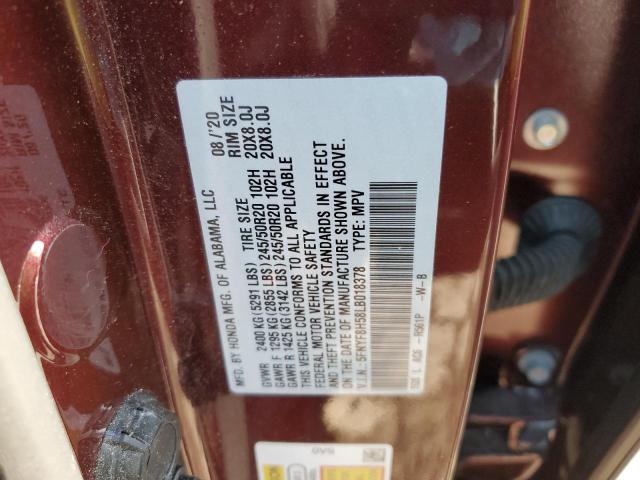 MFD. BY HONDA MFG. OF ALABAMA, LLC 08/'20
TIRE SIZE RIM SIZE
GVWR 2400 KG (5291 LBS)
GAWR F 1295 KG (2855 LBS) 245/50R20 102H 20X8.0J
GAWR R 1425 KG (3142 LBS) 245/50R20 102H 20X8.0J
THIS VEHICLE CONFORMS TO ALL APPLICABLE
FEDERAL MOTOR VEHICLE SAFETY
AND THEFT PREVENTION STANDARDS IN EFFECT
ON THE DATE OF MANUFACTURE SHOWN ABOVE.
V.I.N.: 5FNYF8H58LB018378 TYPE: MPV
R561P -W-B
SA0